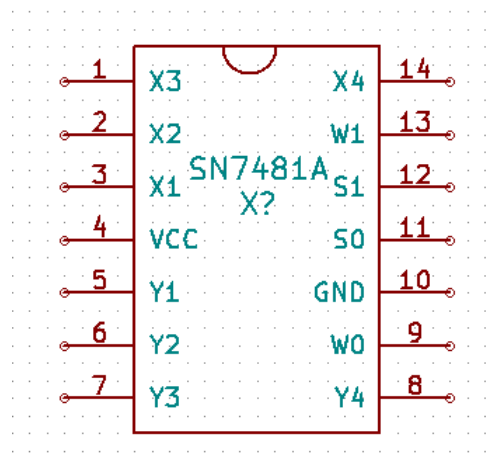 1 X3 X4 14
2 X2 W1 13
SN7481A
3 X1 S1 12
X?
4 VCC S0 11
5 Y1 GND 10
6 Y2 W0 9
7 Y3 Y4 8